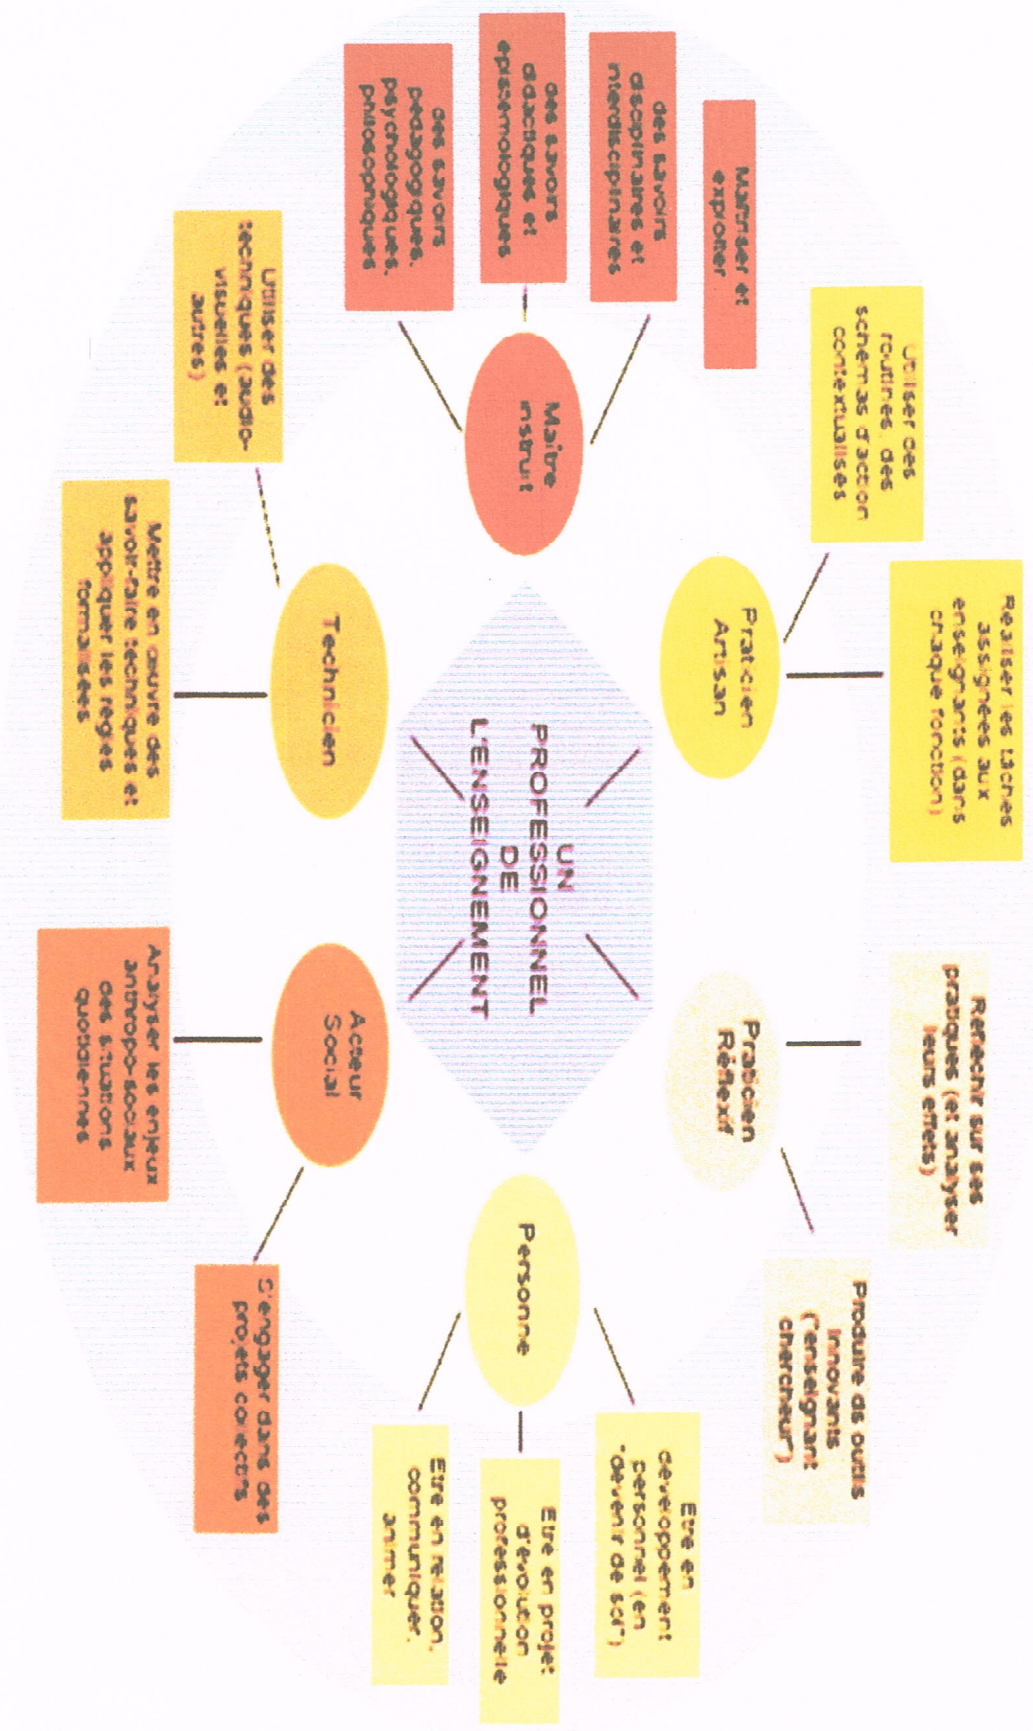 Maîtriser et
exploiter
des savoirs
disciplinaires et
interdisciplinaires
des savoirs
didactiques et
épistémologiques
des savoirs
pédagogiques,
psychologiques,
philosophiques
Maître
instruit
Utiliser des
routines, des
schémas d'action
contextualisés
Réaliser les tâches
assignées aux
enseignants (dans
chaque fonction)
Praticien
Artisan
Réfléchir sur ses
pratiques (et analyser
leurs effets)
Produire ds outils
innovants
("enseignant
chercheur")
Praticien
Réflexif
UN
PROFESSIONNEL
DE
L'ENSEIGNEMENT
Utiliser des
techniques (audio-
visuelles et
autres)
Mettre en œuvre des
savoir-faire techniques et
appliquer les règles
formalisées
Technicien
Acteur
Social
Analyser les enjeux
anthropo-sociaux
des situations
quotidiennes
S'engager dans des
projets collectifs
Personne
Etre en
développement
personnel (en
"devenir de soi")
Etre en projet
d'évolution
professionnelle
Etre en relation,
communiquer,
animer